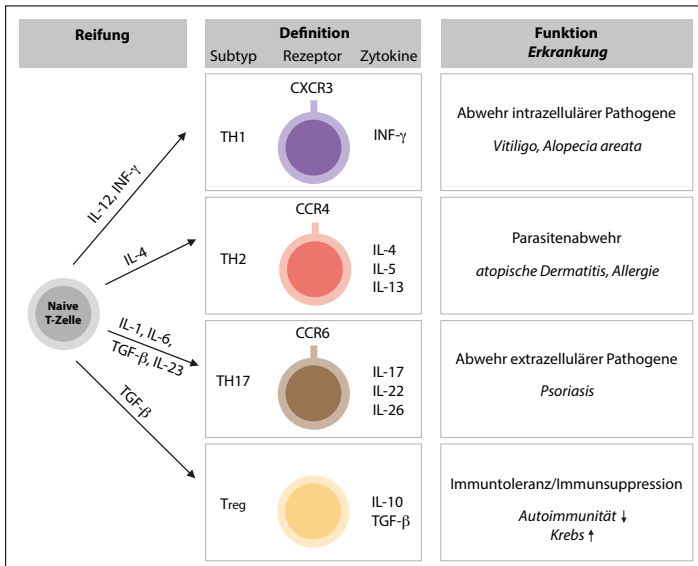 Reifung
Definition
Subtyp Rezeptor Zytokine
Funktion
Erkrankung
Naive
T-Zelle
IL-12, INF-γ
IL-4
IL-1, IL-6,
TGF-β, IL-23
TGF-β
CXCR3
TH1
INF-γ
Abwehr intrazellulärer Pathogene
Vitiligo, Alopecia areata
CCR4
TH2
IL-4
IL-5
IL-13
Parasitenabwehr
atopische Dermatitis, Allergie
CCR6
TH17
IL-17
IL-22
IL-26
Abwehr extrazellulärer Pathogene
Psoriasis
Treg
IL-10
TGF-β
Immuntoleranz/Immunsuppression
Autoimmunität ↓
Krebs ↑